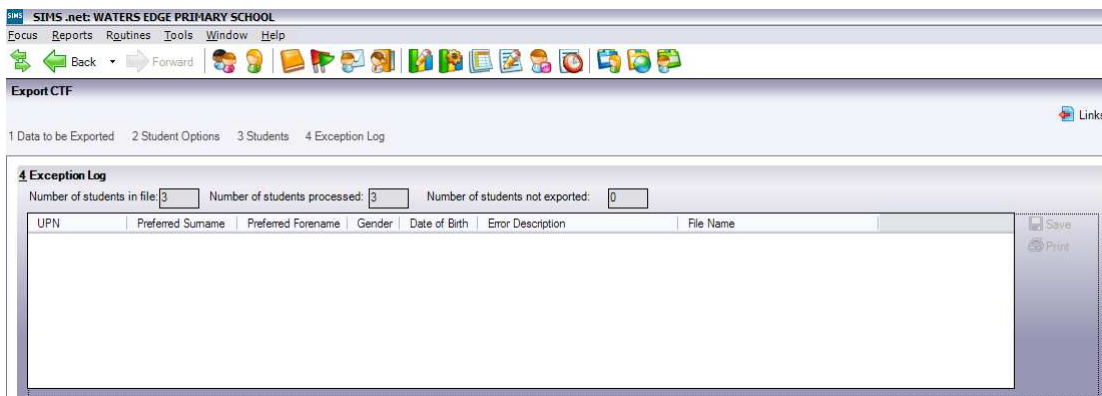 SIMS SIMS .net: WATERS EDGE PRIMARY SCHOOL
Focus Reports Routines Tools Window Help
Back Forward
Export CTF
Links
1 Data to be Exported 2 Student Options 3 Students 4 Exception Log
4 Exception Log
Number of students in file: 3 Number of students processed: 3 Number of students not exported: 0
UPN Preferred Surname Preferred Forename Gender Date of Birth Error Description File Name
Save
Print